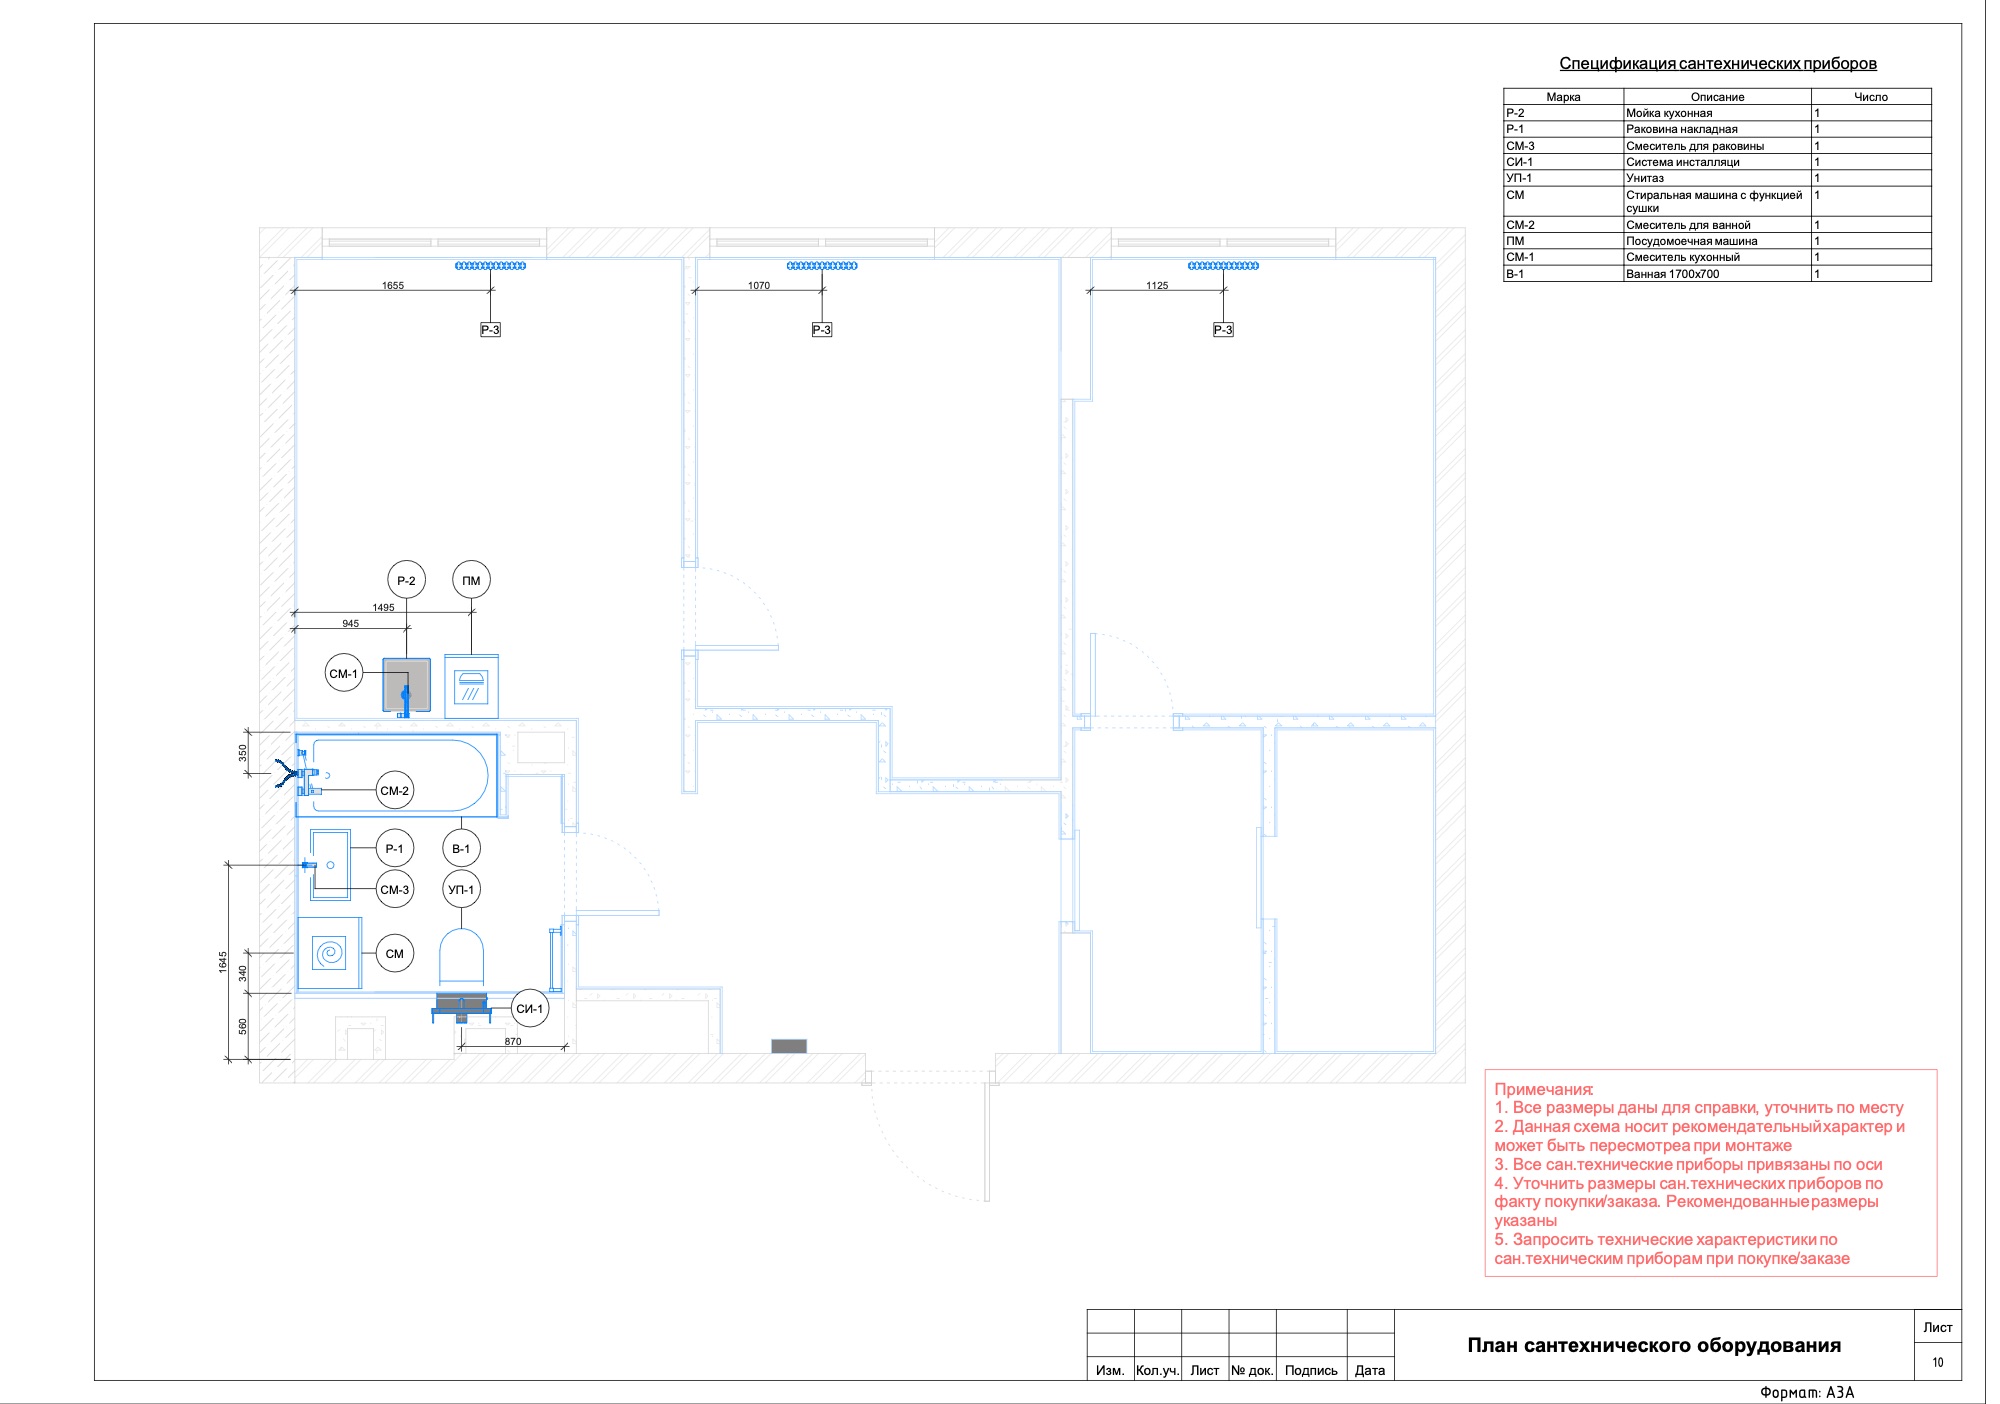 Спецификация сантехнических приборов
Марка Описание Число
Р-2 Мойка кухонная 1
Р-1 Раковина накладная 1
СМ-3 Смеситель для раковины 1
СИ-1 Система инсталляци 1
УП-1 Унитаз 1
СМ Стиральная машина с функцией сушки 1
СМ-2 Смеситель для ванной 1
ПМ Посудомоечная машина 1
СМ-1 Смеситель кухонный 1
В-1 Ванная 1700х700 1
1655 1070 1125
Р-3 Р-3 Р-3
Р-2 ПМ
1495
945
СМ-1
350
СМ-2
Р-1 В-1
СМ-3 УП-1
СМ
1645
340
СИ-1
560
870
Примечания:
1. Все размеры даны для справки, уточнить по месту
2. Данная схема носит рекомендательный характер и
может быть пересмотреа при монтаже
3. Все сан.технические приборы привязаны по оси
4. Уточнить размеры сан.технических приборов по
факту покупки/заказа. Рекомендованные размеры
указаны
5. Запросить технические характеристики по
сан.техническим приборам при покупке/заказе
Изм. Кол.уч. Лист № док. Подпись Дата
План сантехнического оборудования
Лист
10
Формат: А3А